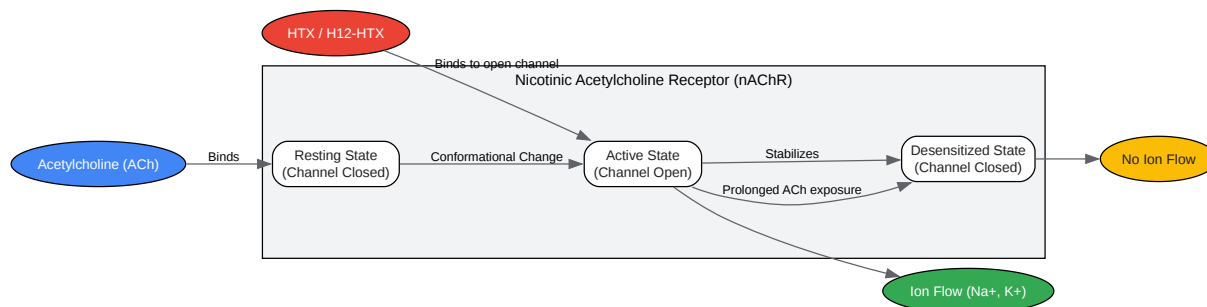 HTX / H12-HTX
Binds to open channel
Nicotinic Acetylcholine Receptor (nAChR)
Acetylcholine (ACh)
Binds
Resting State
(Channel Closed)
Conformational Change
Active State
(Channel Open)
Stabilizes
Prolonged ACh exposure
Desensitized State
(Channel Closed)
No Ion Flow
Ion Flow (Na+, K+)